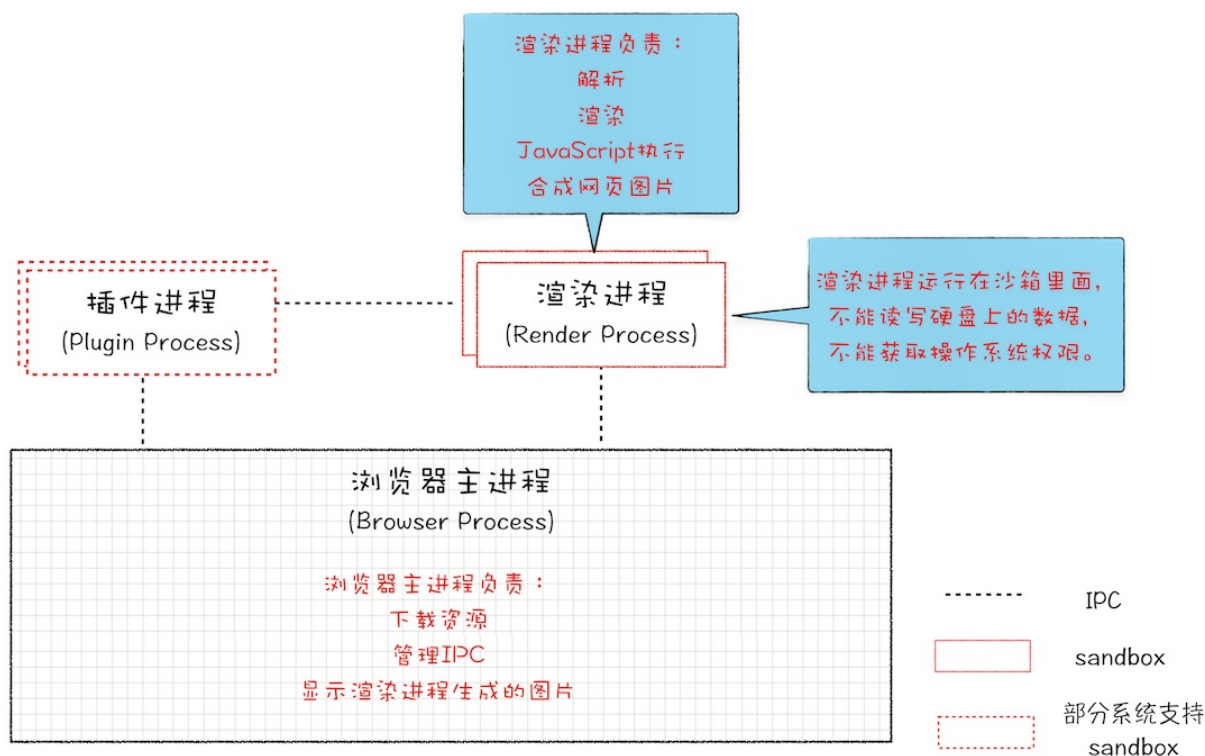 渲染进程负责：
解析
渲染
JavaScript执行
合成网页图片
插件进程
(Plugin Process)
渲染进程
(Render Process)
渲染进程运行在沙箱里面，
不能读写硬盘上的数据，
不能获取操作系统权限。
浏览器主进程
(Browser Process)
浏览器主进程负责：
下载资源
管理IPC
显示渲染进程生成的图片
IPC
sandbox
部分系统支持
sandbox